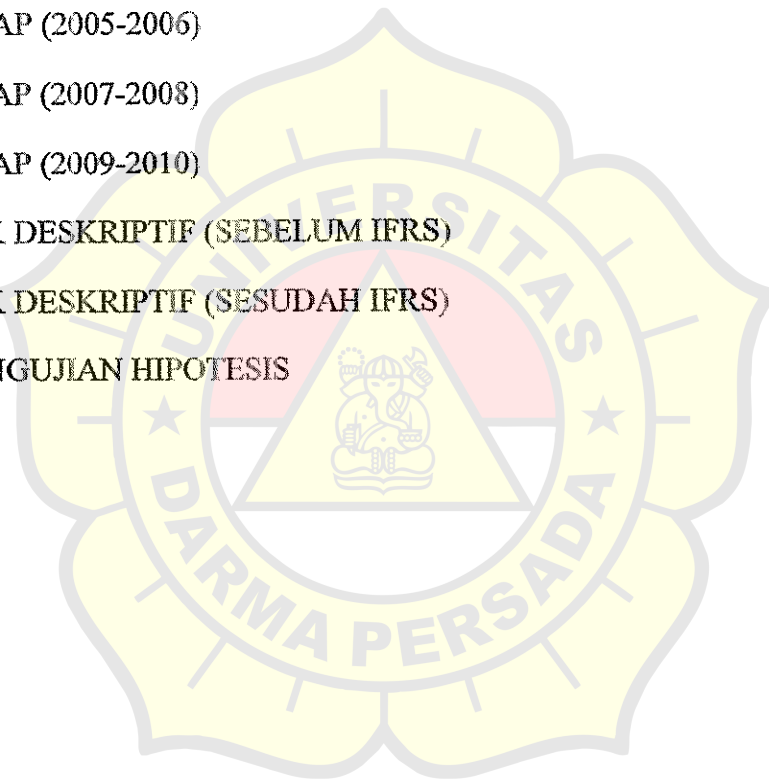 AP (2005-2006)
AP (2007-2008)
AP (2009-2010)
K DESKRIPTIF (SEBELUM IFRS)
K DESKRIPTIF (SESUDAH IFRS)
NGUJIAN HIPOTESIS
UNIVERSITAS
DARMA PERSADA